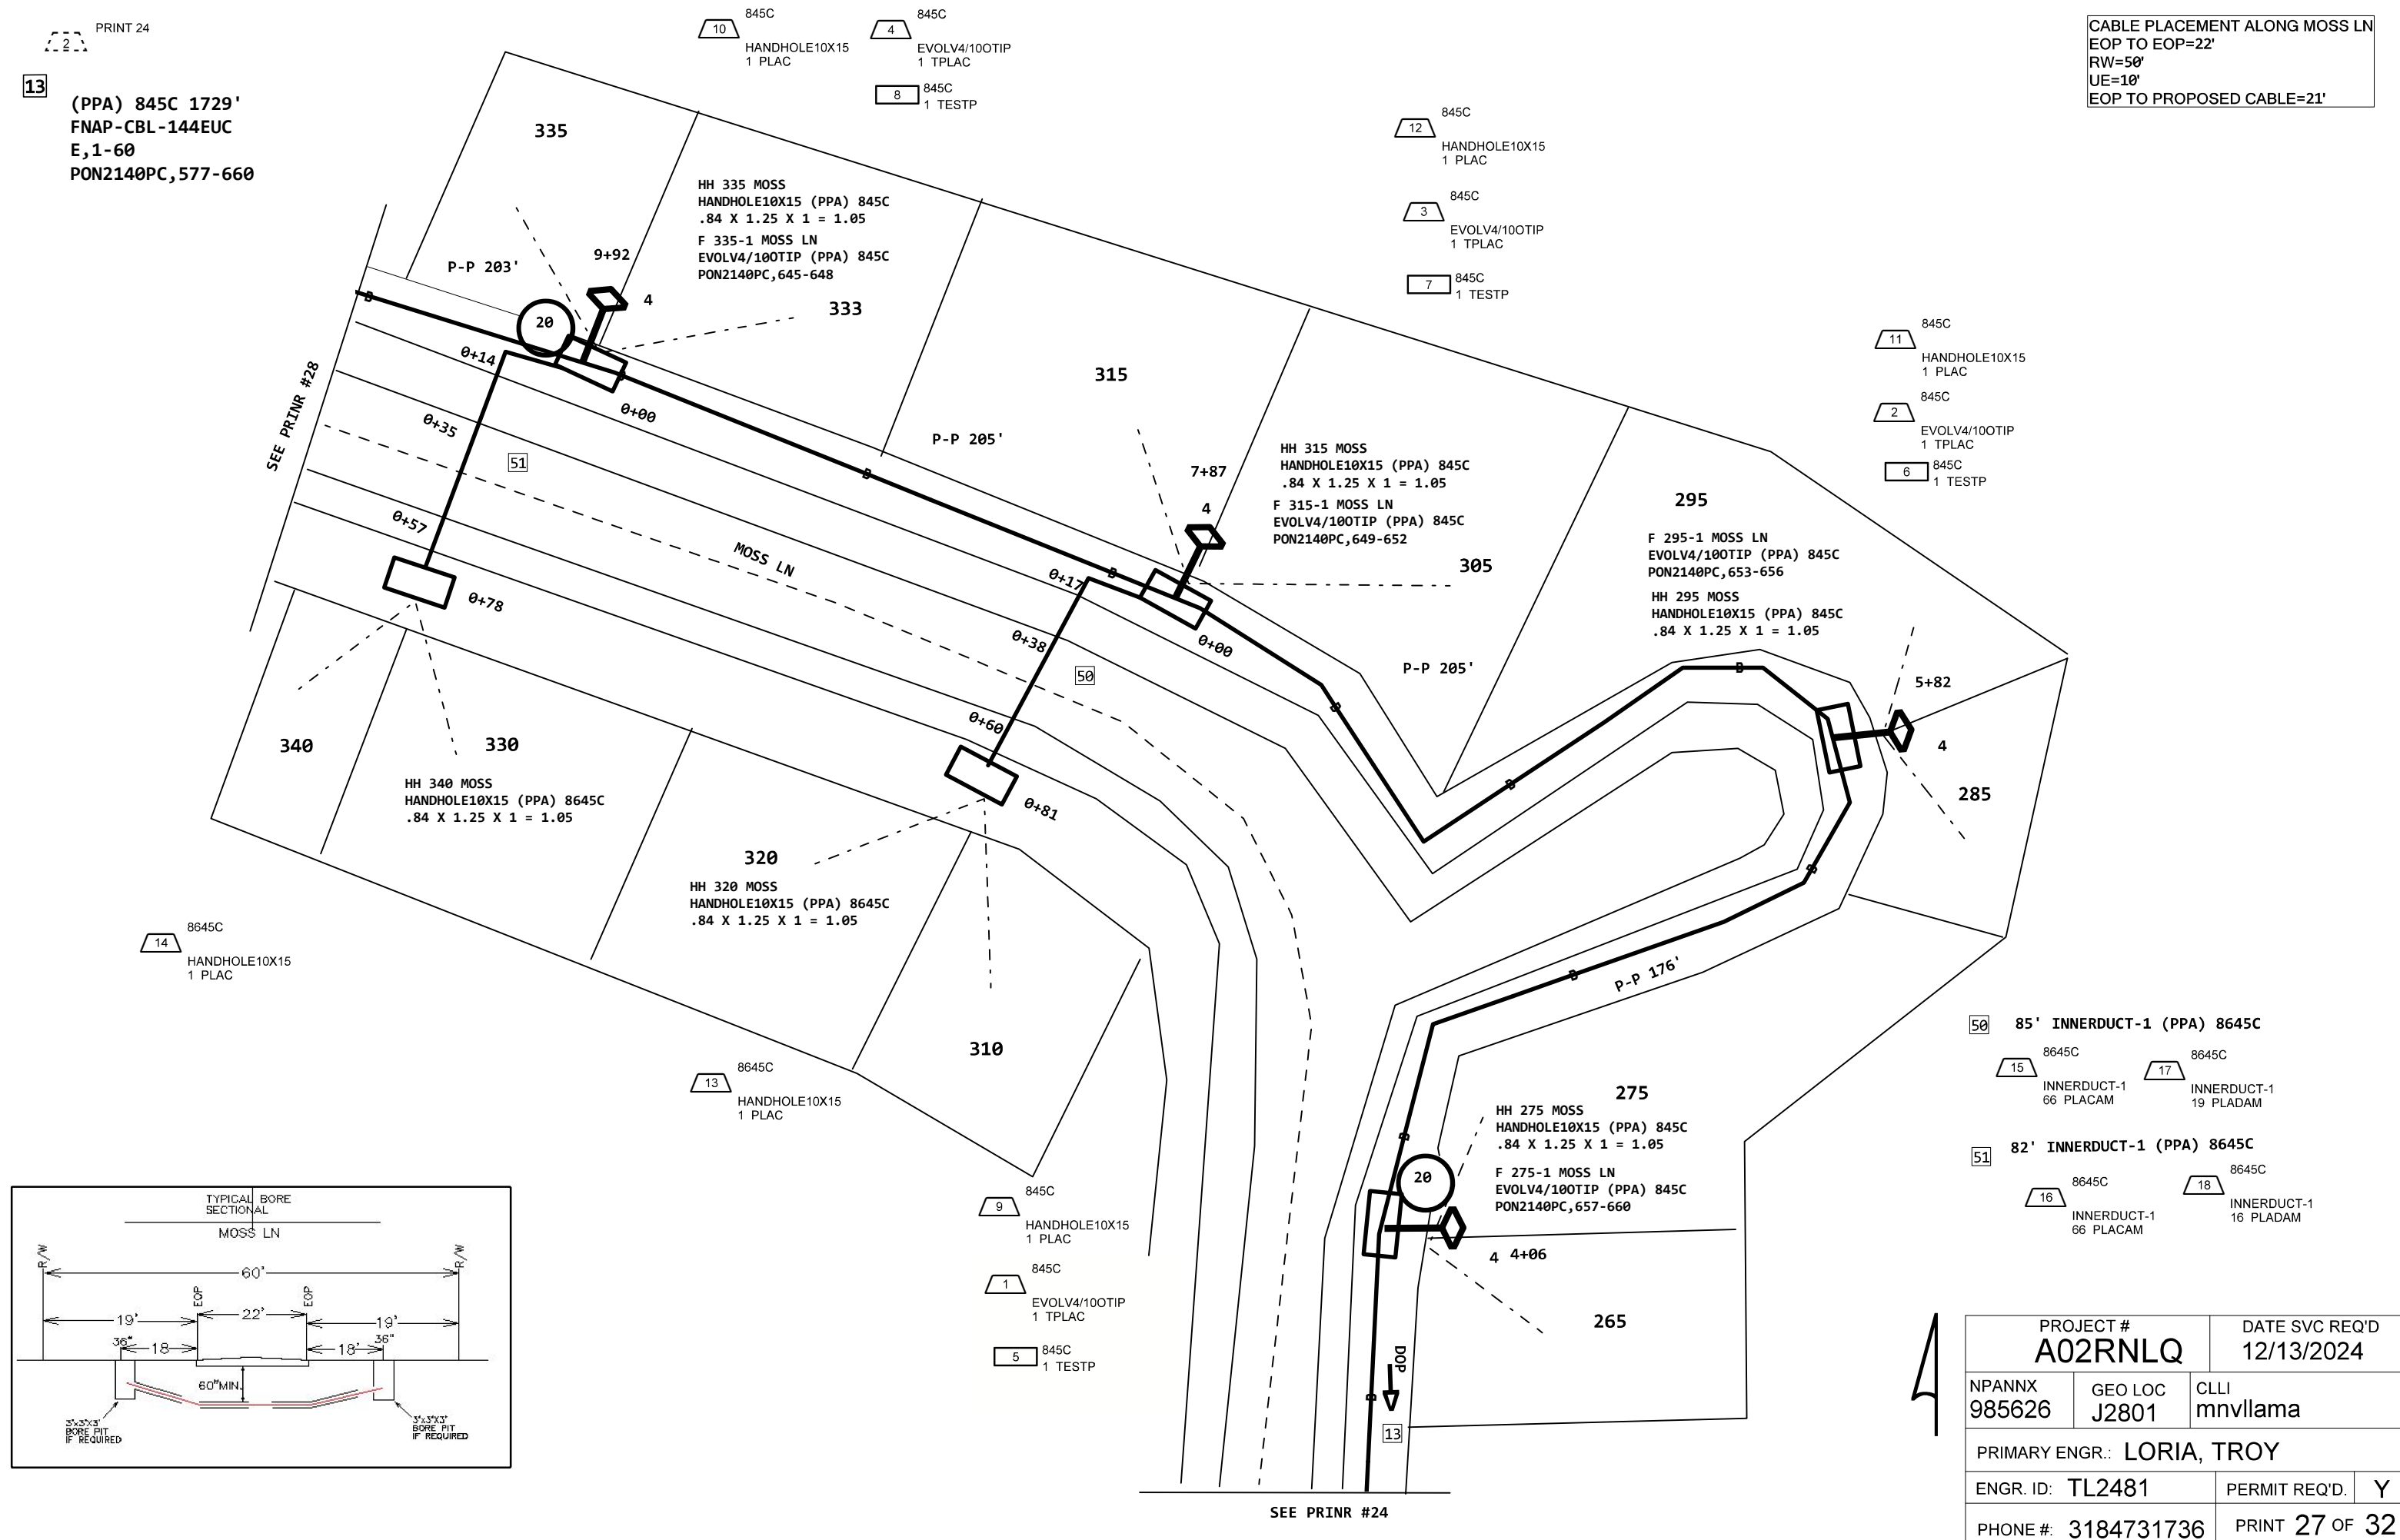 2 PRINT 24
13
(PPA) 845C 1729'
FNAP-CBL-144EUC
E,1-60
PON2140PC,577-660
10 845C
HANDHOLE10X15
1 PLAC
4 845C
EVOLV4/10OTIP
1 TPLAC
8 845C
1 TESTP
CABLE PLACEMENT ALONG MOSS LN
EOP TO EOP=22'
RW=50'
UE=10'
EOP TO PROPOSED CABLE=21'
12 845C
HANDHOLE10X15
1 PLAC
3 845C
EVOLV4/10OTIP
1 TPLAC
7 845C
1 TESTP
11 845C
HANDHOLE10X15
1 PLAC
2 845C
EVOLV4/10OTIP
1 TPLAC
6 845C
1 TESTP
335
HH 335 MOSS
HANDHOLE10X15 (PPA) 845C
.84 X 1.25 X 1 = 1.05
F 335-1 MOSS LN
EVOLV4/10OTIP (PPA) 845C
PON2140PC,645-648
P-P 203'
9+92
4
333
20
0+14
0+00
0+35
51
0+57
0+78
SEE PRINR #28
MOSS LN
315
P-P 205'
7+87
4
HH 315 MOSS
HANDHOLE10X15 (PPA) 845C
.84 X 1.25 X 1 = 1.05
F 315-1 MOSS LN
EVOLV4/10OTIP (PPA) 845C
PON2140PC,649-652
305
0+17
0+00
0+38
50
0+60
0+81
P-P 205'
295
F 295-1 MOSS LN
EVOLV4/10OTIP (PPA) 845C
PON2140PC,653-656
HH 295 MOSS
HANDHOLE10X15 (PPA) 845C
.84 X 1.25 X 1 = 1.05
5+82
4
285
340
330
HH 340 MOSS
HANDHOLE10X15 (PPA) 8645C
.84 X 1.25 X 1 = 1.05
320
HH 320 MOSS
HANDHOLE10X15 (PPA) 8645C
.84 X 1.25 X 1 = 1.05
14 8645C
HANDHOLE10X15
1 PLAC
310
13 8645C
HANDHOLE10X15
1 PLAC
P-P 176'
275
HH 275 MOSS
HANDHOLE10X15 (PPA) 845C
.84 X 1.25 X 1 = 1.05
F 275-1 MOSS LN
EVOLV4/10OTIP (PPA) 845C
PON2140PC,657-660
20
4 4+06
265
DOP
13
SEE PRINR #24
9 845C
HANDHOLE10X15
1 PLAC
1 845C
EVOLV4/10OTIP
1 TPLAC
5 845C
1 TESTP
50 85' INNERDUCT-1 (PPA) 8645C
15 8645C
INNERDUCT-1
66 PLACAM
17 8645C
INNERDUCT-1
19 PLADAM
51 82' INNERDUCT-1 (PPA) 8645C
16 8645C
INNERDUCT-1
66 PLACAM
18 8645C
INNERDUCT-1
16 PLADAM
TYPICAL BORE
SECTIONAL
MOSS LN
R/W
R/W
60'
EOP
EOP
19'
22'
19'
36"
18
18'
36"
60"MIN.
3'x3'X3'
BORE PIT
IF REQUIRED
3'x3'X3'
BORE PIT
IF REQUIRED
PROJECT #
A02RNLQ
DATE SVC REQ'D
12/13/2024
NPANNX
985626
GEO LOC
J2801
CLLI
mnvllama
PRIMARY ENGR.: LORIA, TROY
ENGR. ID: TL2481
PERMIT REQ'D. Y
PHONE #: 3184731736
PRINT 27 OF 32